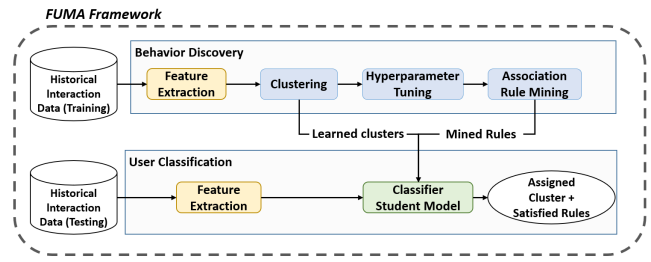 FUMA Framework
Behavior Discovery
Historical
Interaction
Data (Training)
Feature
Extraction
Clustering
Hyperparameter
Tuning
Association
Rule Mining
Learned clusters
Mined Rules
User Classification
Historical
Interaction
Data (Testing)
Feature
Extraction
Classifier
Student Model
Assigned
Cluster +
Satisfied Rules